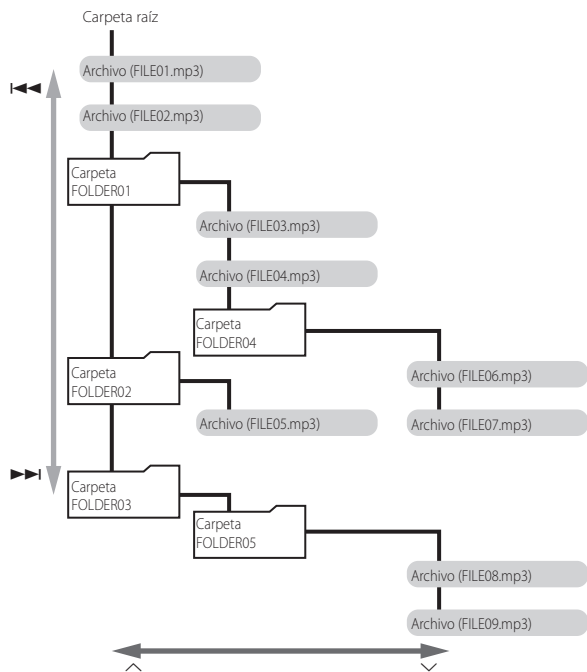 Carpeta raíz
Archivo (FILE01.mp3)
Archivo (FILE02.mp3)
Carpeta
FOLDER01
Archivo (FILE03.mp3)
Archivo (FILE04.mp3)
Carpeta
FOLDER04
Archivo (FILE06.mp3)
Carpeta
FOLDER02
Archivo (FILE05.mp3)
Archivo (FILE07.mp3)
Carpeta
FOLDER03
Carpeta
FOLDER05
Archivo (FILE08.mp3)
Archivo (FILE09.mp3)